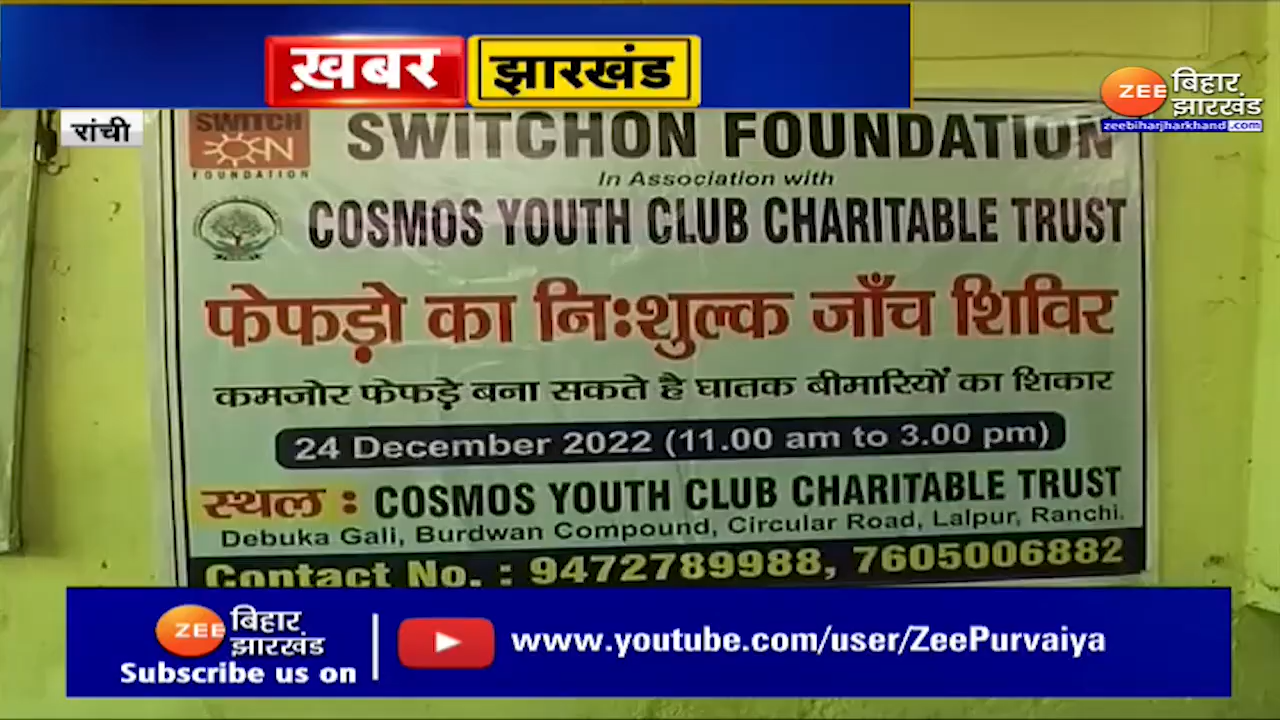 ख़बर झारखंड
ZEE बिहार झारखंड
zeebiharjharkhand.com
रांची
SWITCH ON FOUNDATION
SWITCHON FOUNDATION
In Association with
COSMOS YOUTH CLUB CHARITABLE TRUST
फेफड़ो का निःशुल्क जाँच शिविर
कमजोर फेफड़े बना सकते है घातक बीमारियों का शिकार
24 December 2022 (11.00 am to 3.00 pm)
स्थल : COSMOS YOUTH CLUB CHARITABLE TRUST
Debuka Gali, Burdwan Compound, Circular Road, Lalpur, Ranchi.
Contact No. : 9472789988, 7605006882
ZEE बिहार झारखंड
Subscribe us on
www.youtube.com/user/ZeePurvaiya